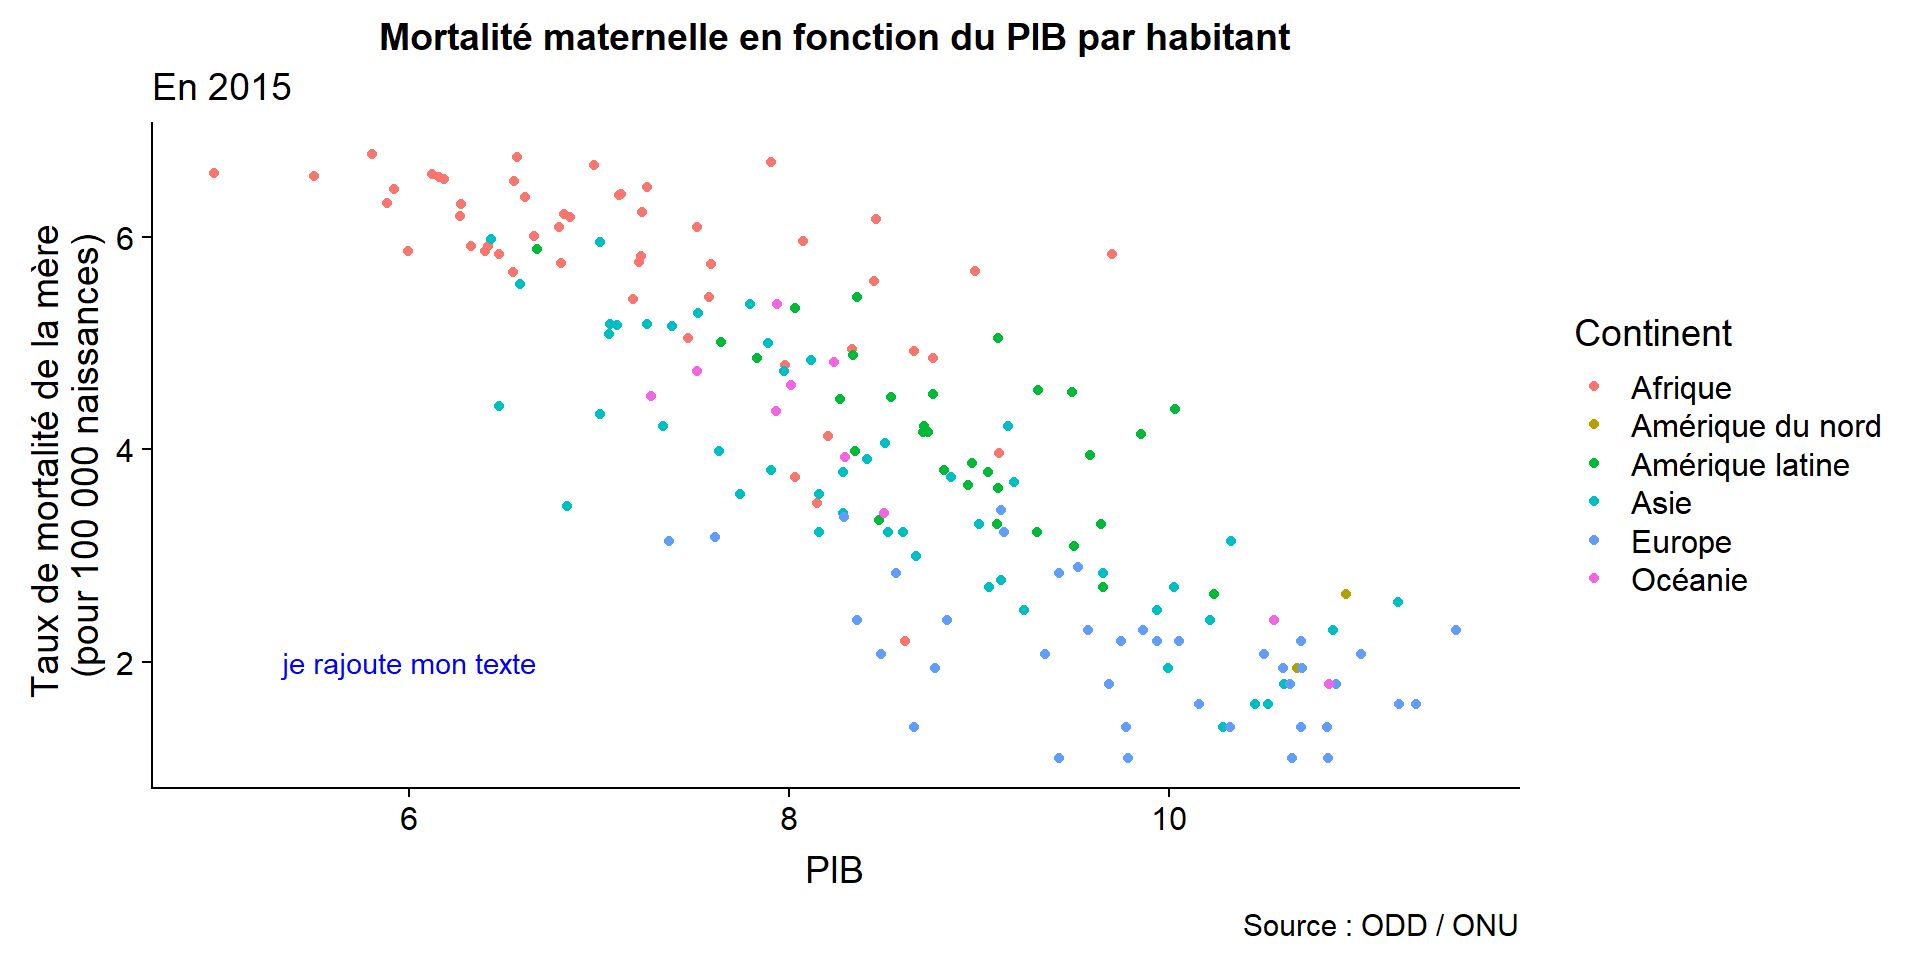 Mortalité maternelle en fonction du PIB par habitant
En 2015
Taux de mortalité de la mère
(pour 100 000 naissances)
6
4
2
je rajoute mon texte
6
8
10
PIB
Continent
Afrique
Amérique du nord
Amérique latine
Asie
Europe
Océanie
Source : ODD / ONU